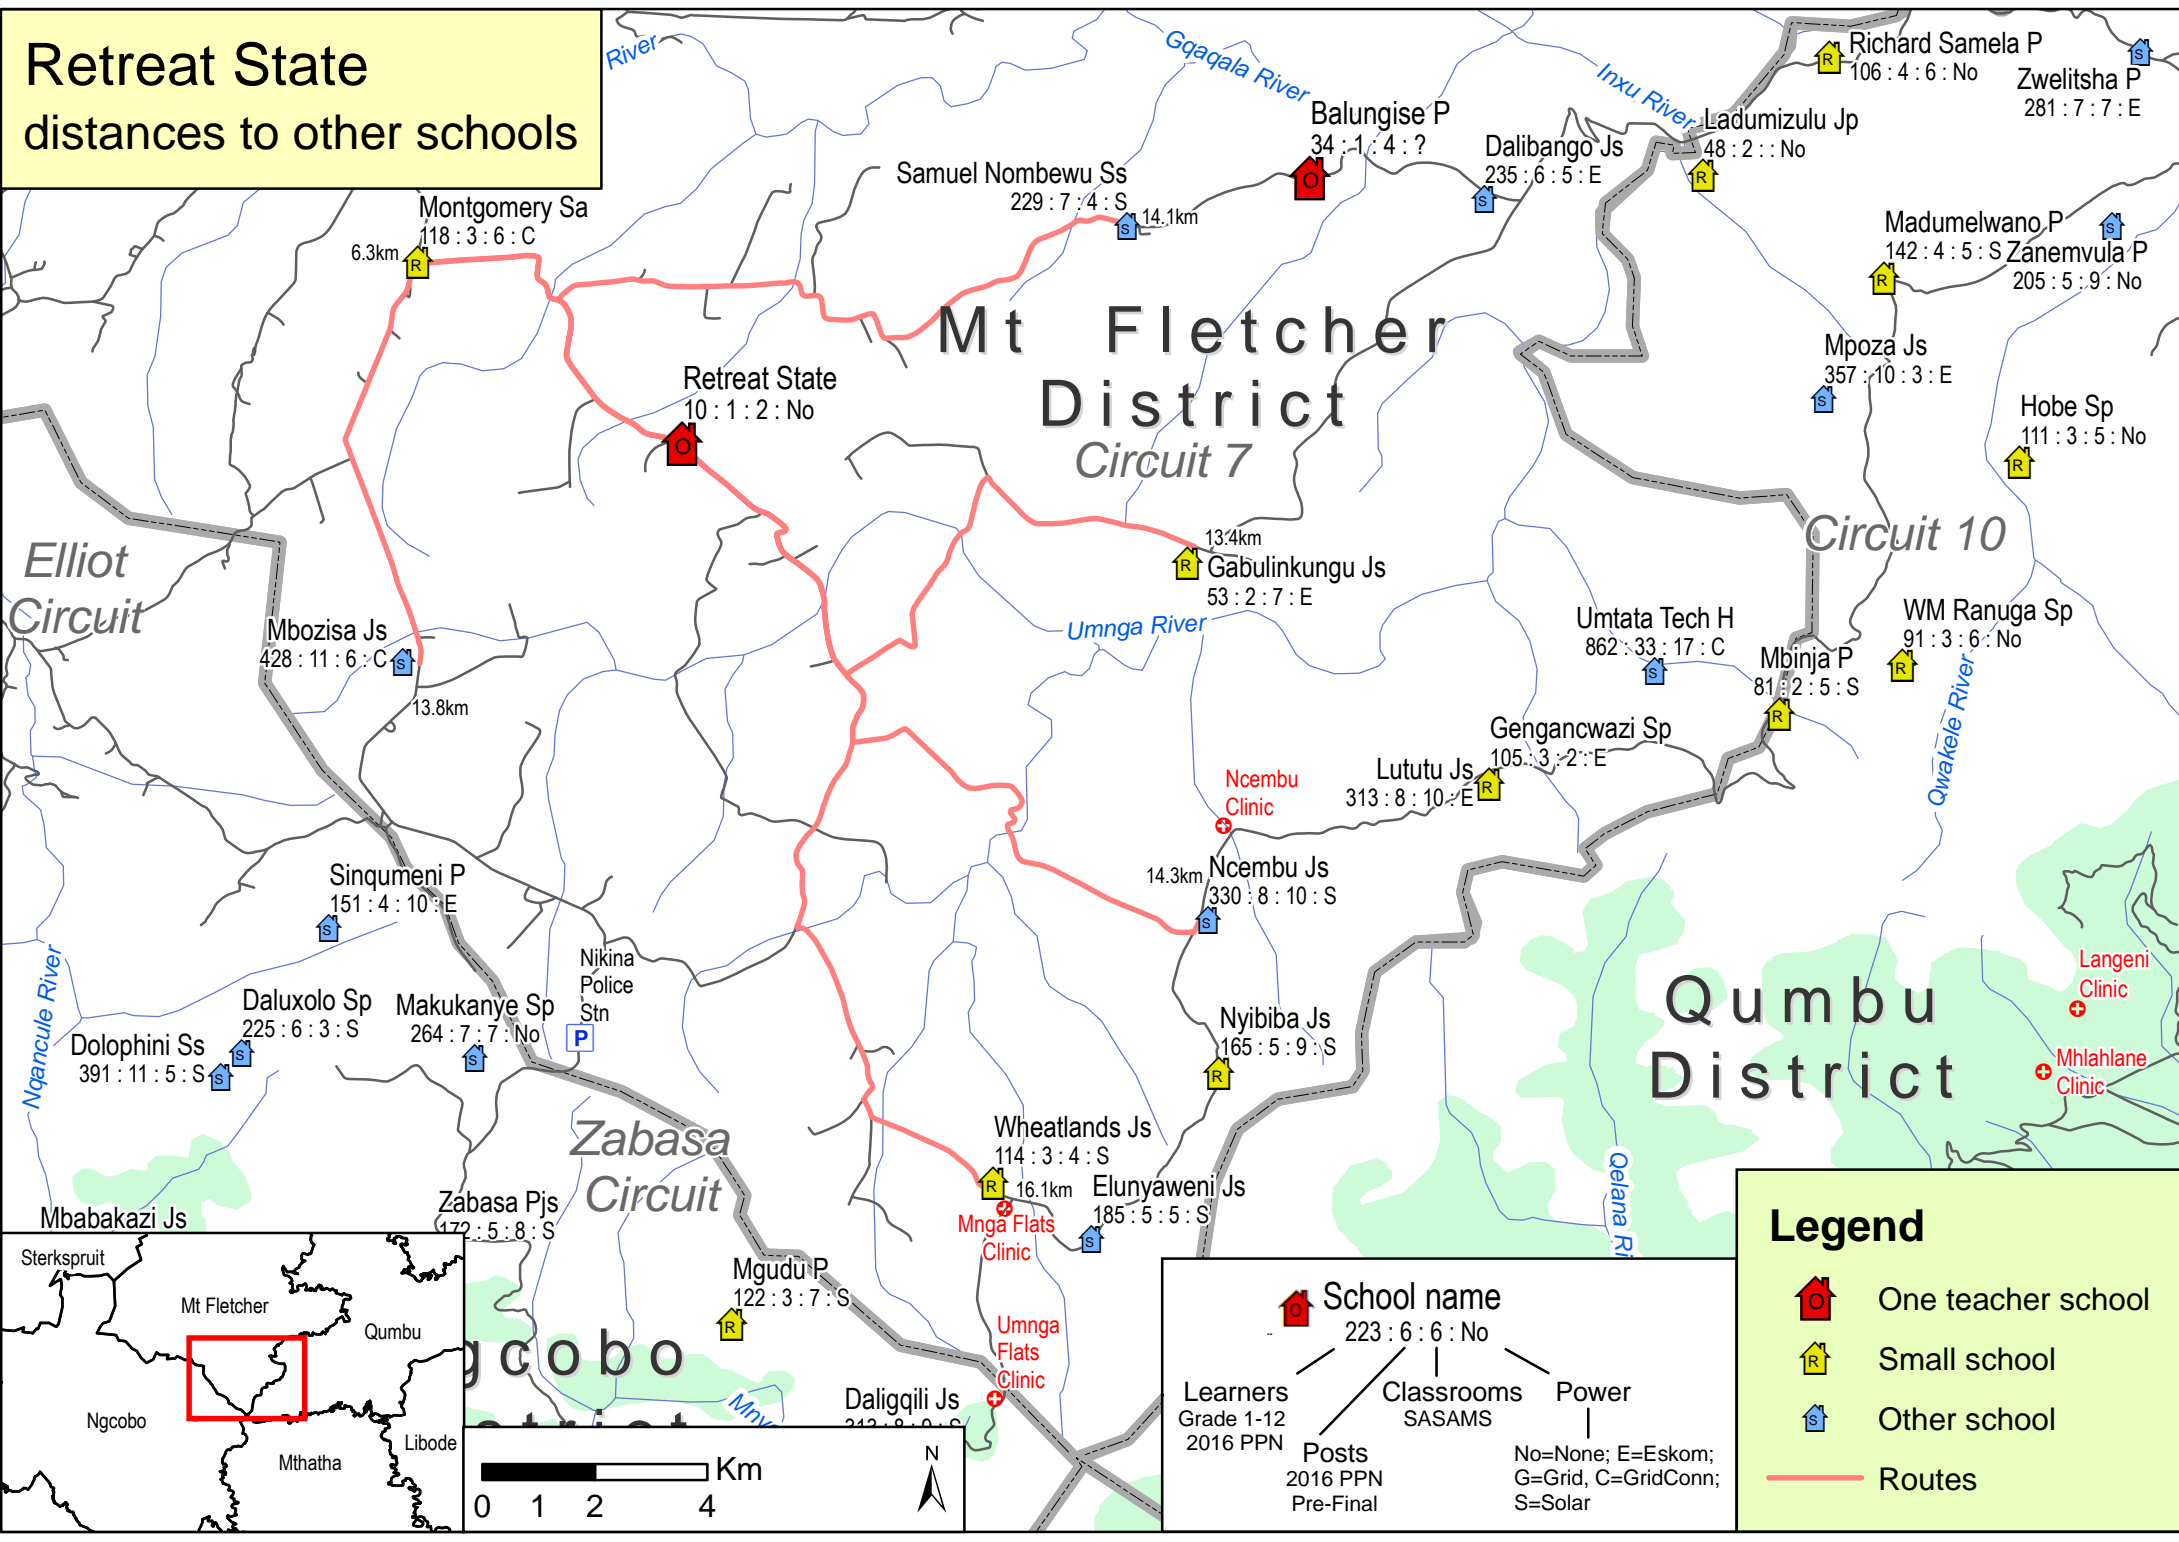 Retreat State
distances to other schools
River
Gqaqala River
Inxu River
Richard Samela P
106 : 4 : 6 : No
Zwelitsha P
281 : 7 : 7 : E
Balungise P
34 : 1 : 4 : ?
Dalibango Js
235 : 6 : 5 : E
Ladumizulu Jp
48 : 2 : : No
Samuel Nombewu Ss
229 : 7 : 4 : S
14.1km
Montgomery Sa
118 : 3 : 6 : C
6.3km
Madumelwano P
142 : 4 : 5 : S
Zanemvula P
205 : 5 : 9 : No
Mt Fletcher
District
Circuit 7
Mpoza Js
357 : 10 : 3 : E
Retreat State
10 : 1 : 2 : No
Hobe Sp
111 : 3 : 5 : No
Circuit 10
Elliot
Circuit
13.4km
Gabulinkungu Js
53 : 2 : 7 : E
Umnga River
Mbozisa Js
428 : 11 : 6 : C
13.8km
Umtata Tech H
862 : 33 : 17 : C
WM Ranuga Sp
91 : 3 : 6 : No
Mbinja P
81 : 2 : 5 : S
Qwakele River
Gengancwazi Sp
105 : 3 : 2 : E
Lututu Js
313 : 8 : 10 : E
Ncembu
Clinic
Ncembu Js
330 : 8 : 10 : S
14.3km
Sinqumeni P
151 : 4 : 10 : E
Nqancule River
Nikina
Police
Stn
P
Daluxolo Sp
225 : 6 : 3 : S
Makukanye Sp
264 : 7 : 7 : No
Dolophini Ss
391 : 11 : 5 : S
Nyibiba Js
165 : 5 : 9 : S
Qumbu
District
Langeni
Clinic
Mhlahlane
Clinic
Zabasa
Circuit
Wheatlands Js
114 : 3 : 4 : S
16.1km
Elunyaweni Js
185 : 5 : 5 : S
Mnga Flats
Clinic
Qelana Ri
Zabasa Pjs
172 : 5 : 8 : S
Mbabakazi Js
Mgudu P
122 : 3 : 7 : S
Umnga
Flats
Clinic
Daligqili Js
gcobo
Sterkspruit
Mt Fletcher
Qumbu
Ngcobo
Libode
Mthatha
Km
0 1 2 4
N
School name
223 : 6 : 6 : No
Learners
Grade 1-12
2016 PPN
Posts
2016 PPN
Pre-Final
Classrooms
SASAMS
Power
No=None; E=Eskom;
G=Grid, C=GridConn;
S=Solar
Legend
O One teacher school
R Small school
S Other school
Routes